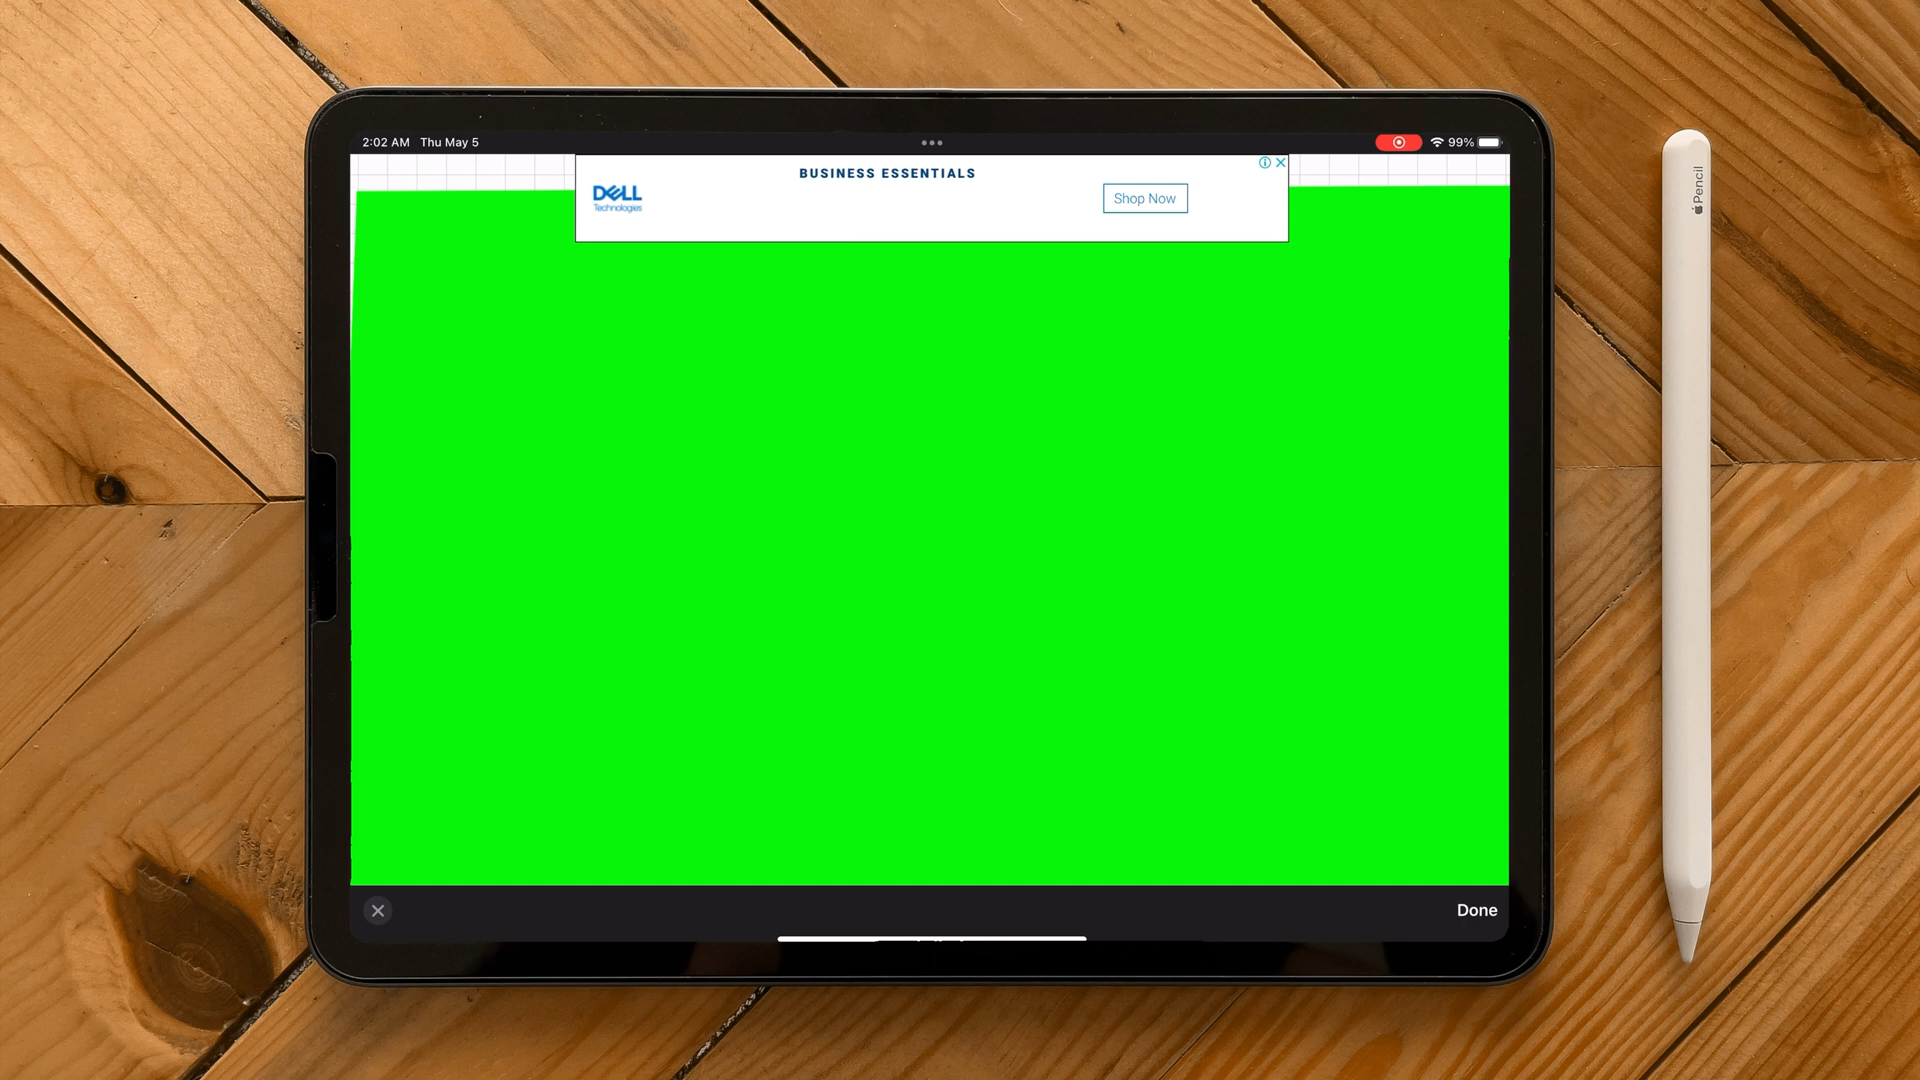 2:02 AM Thu May 5
99%
BUSINESS ESSENTIALS
DELL
Technologies
Shop Now
Done
Pencil